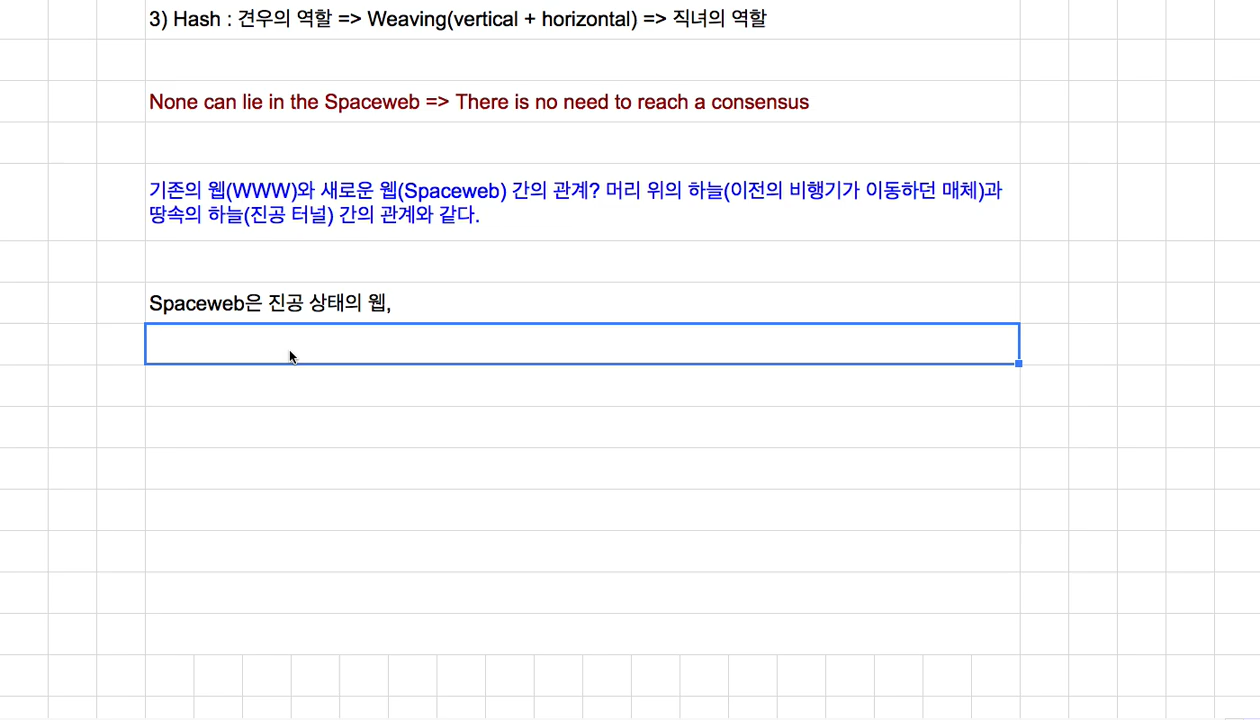 3) Hash : 견우의 역할 => Weaving(vertical + horizontal) => 직녀의 역할
None can lie in the Spaceweb => There is no need to reach a consensus
기존의 웹(WWW)와 새로운 웹(Spaceweb) 간의 관계? 머리 위의 하늘(이전의 비행기가 이동하던 매체)과
땅속의 하늘(진공 터널) 간의 관계와 같다.
Spaceweb은 진공 상태의 웹,